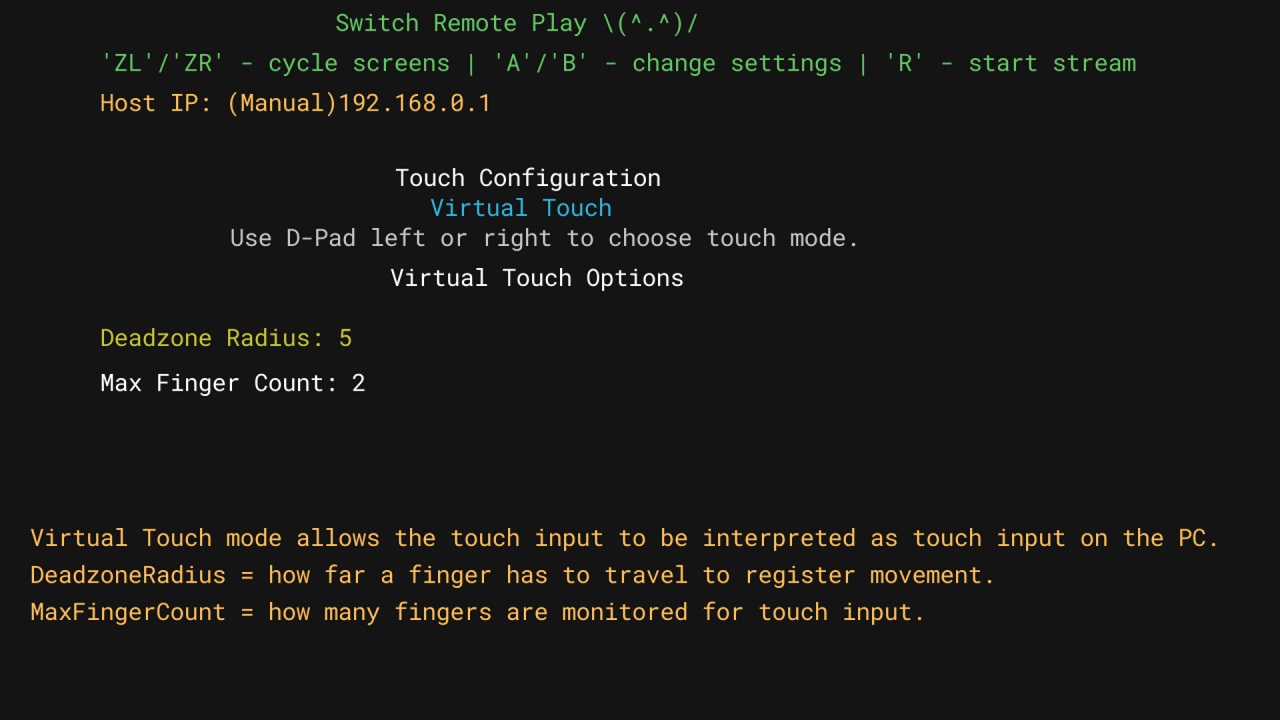 Switch Remote Play \(^.^)/
'ZL'/'ZR' - cycle screens | 'A'/'B' - change settings | 'R' - start stream
Host IP: (Manual)192.168.0.1
Touch Configuration
Virtual Touch
Use D-Pad left or right to choose touch mode.
Virtual Touch Options
Deadzone Radius: 5
Max Finger Count: 2
Virtual Touch mode allows the touch input to be interpreted as touch input on the PC.
DeadzoneRadius = how far a finger has to travel to register movement.
MaxFingerCount = how many fingers are monitored for touch input.